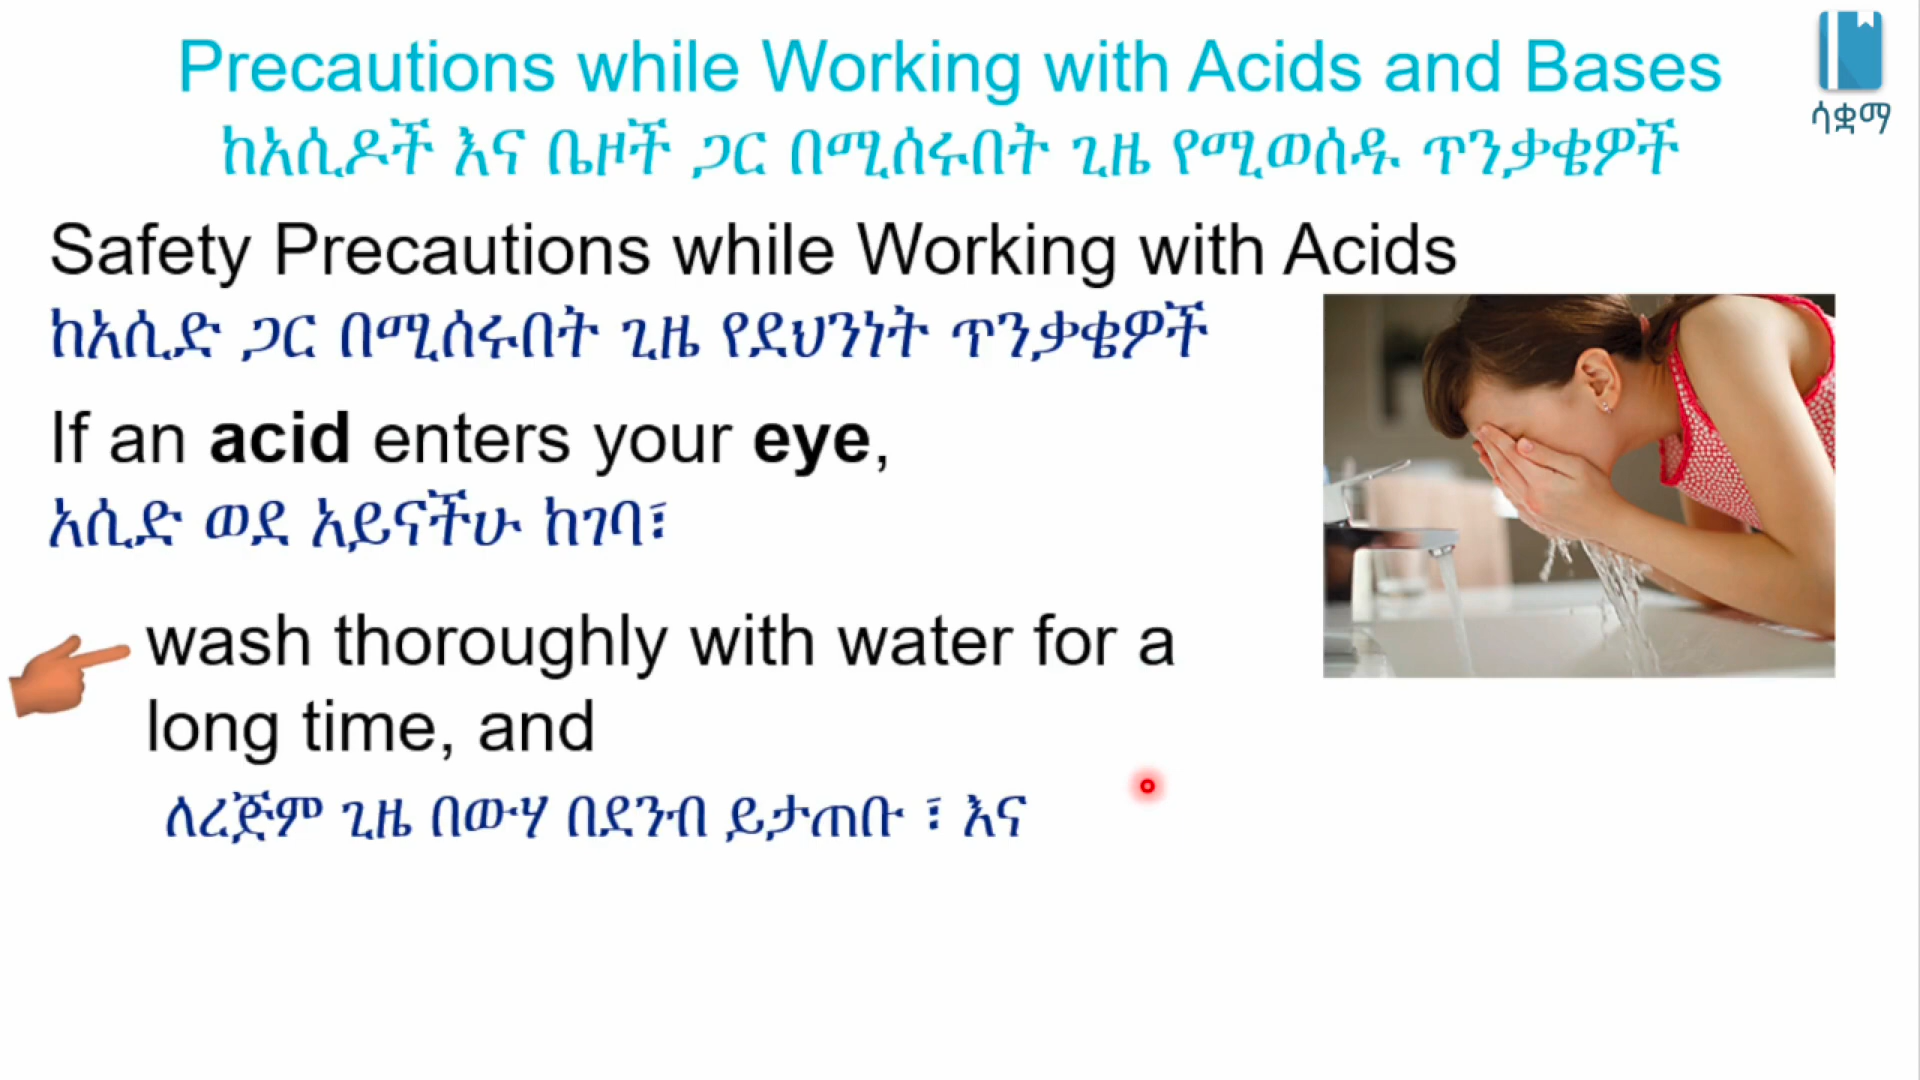 Precautions while Working with Acids and Bases
ሳቋማ
ከአሲዶች እና ቤዞች ጋር በሚሰሩበት ጊዜ የሚወሰዱ ጥንቃቄዎች
Safety Precautions while Working with Acids
ከአሲድ ጋር በሚሰሩበት ጊዜ የደህንነት ጥንቃቄዎች
If an acid enters your eye,
አሲድ ወደ አይናችሁ ከገባ፣
wash thoroughly with water for a
long time, and
ለረጅም ጊዜ በውሃ በደንብ ይታጠቡ ፣ እና